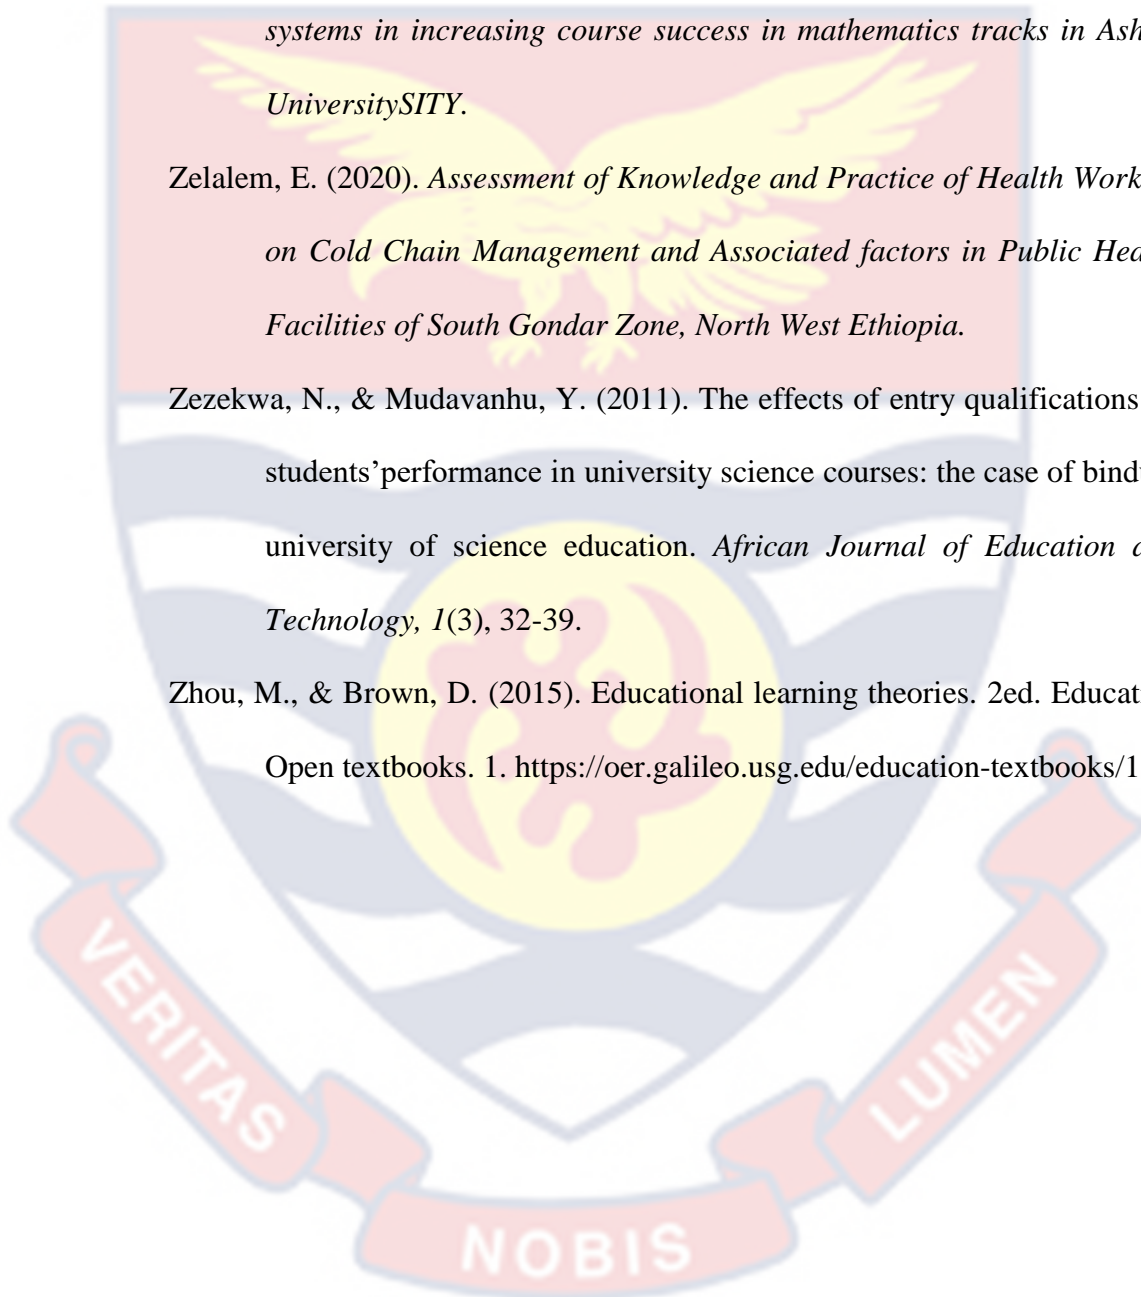 systems in increasing course success in mathematics tracks in Ash
UniversitySITY.
Zelalem, E. (2020). Assessment of Knowledge and Practice of Health Work
on Cold Chain Management and Associated factors in Public Hea
Facilities of South Gondar Zone, North West Ethiopia.
Zezekwa, N., & Mudavanhu, Y. (2011). The effects of entry qualifications
students’performance in university science courses: the case of bind
university of science education. African Journal of Education a
Technology, 1(3), 32-39.
Zhou, M., & Brown, D. (2015). Educational learning theories. 2ed. Educati
Open textbooks. 1. https://oer.galileo.usg.edu/education-textbooks/1
VERITAS
NOBIS
LUMEN